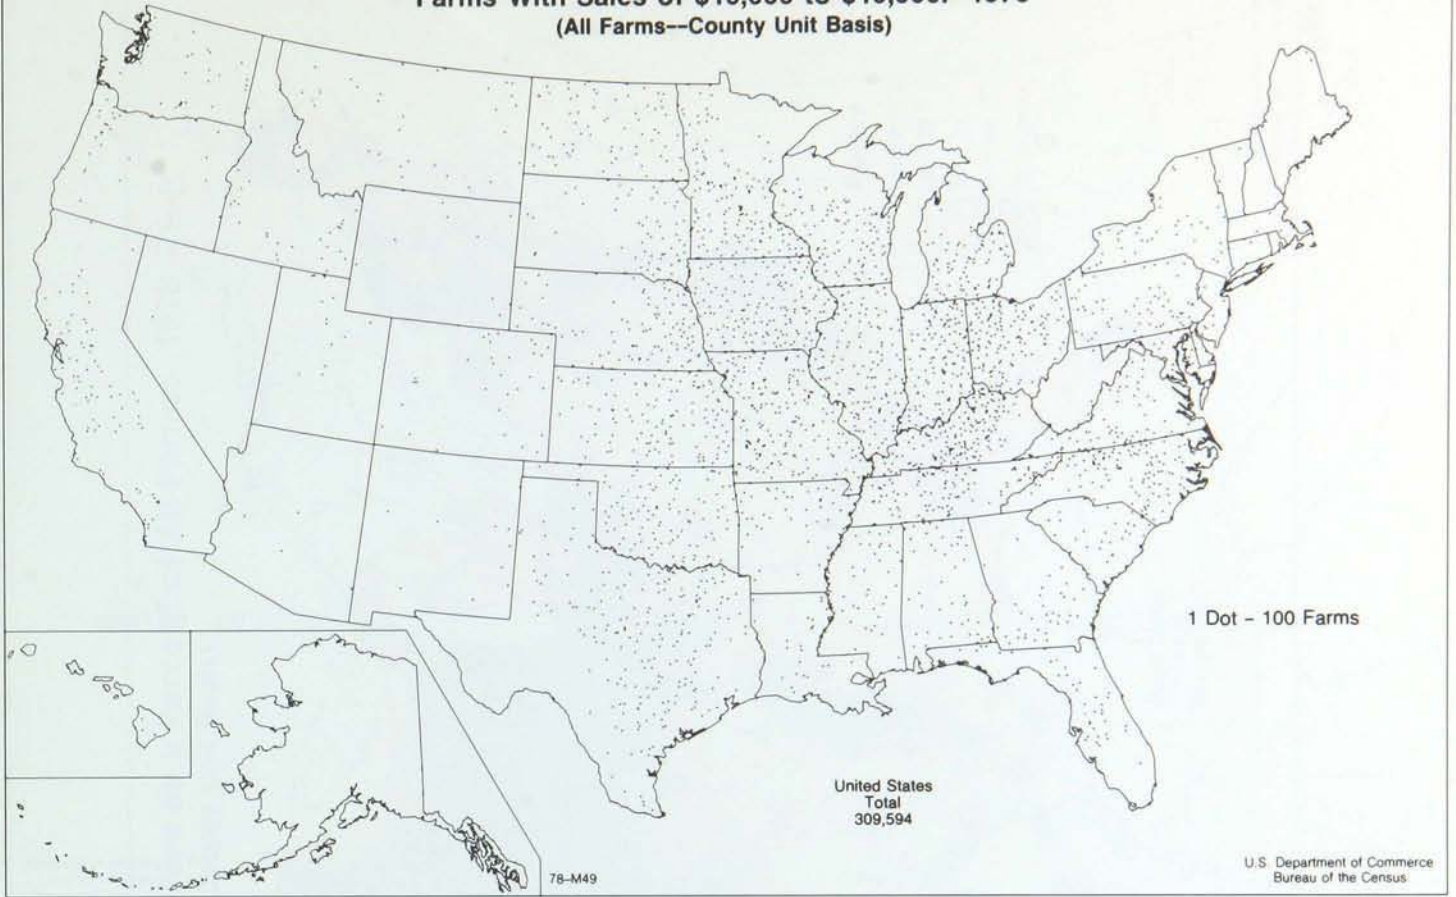 (All Farms--County Unit Basis)
1 Dot - 100 Farms
United States
Total
309,594
78-M49
U.S. Department of Commerce
Bureau of the Census